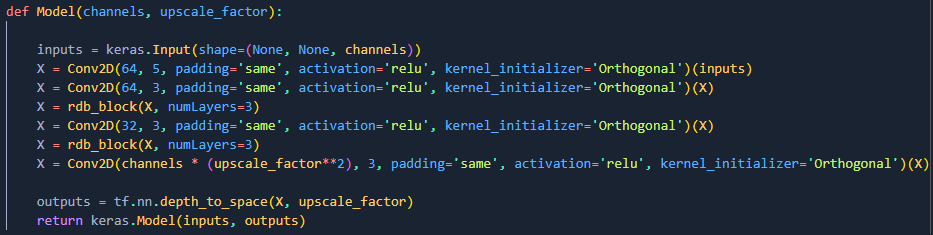 def Model(channels, upscale_factor):
    inputs = keras.Input(shape=(None, None, channels))
    X = Conv2D(64, 5, padding='same', activation='relu', kernel_initializer='Orthogonal')(inputs)
    X = Conv2D(64, 3, padding='same', activation='relu', kernel_initializer='Orthogonal')(X)
    X = rdb_block(X, numLayers=3)
    X = Conv2D(32, 3, padding='same', activation='relu', kernel_initializer='Orthogonal')(X)
    X = rdb_block(X, numLayers=3)
    X = Conv2D(channels * (upscale_factor**2), 3, padding='same', activation='relu', kernel_initializer='Orthogonal')(X)
    outputs = tf.nn.depth_to_space(X, upscale_factor)
    return keras.Model(inputs, outputs)